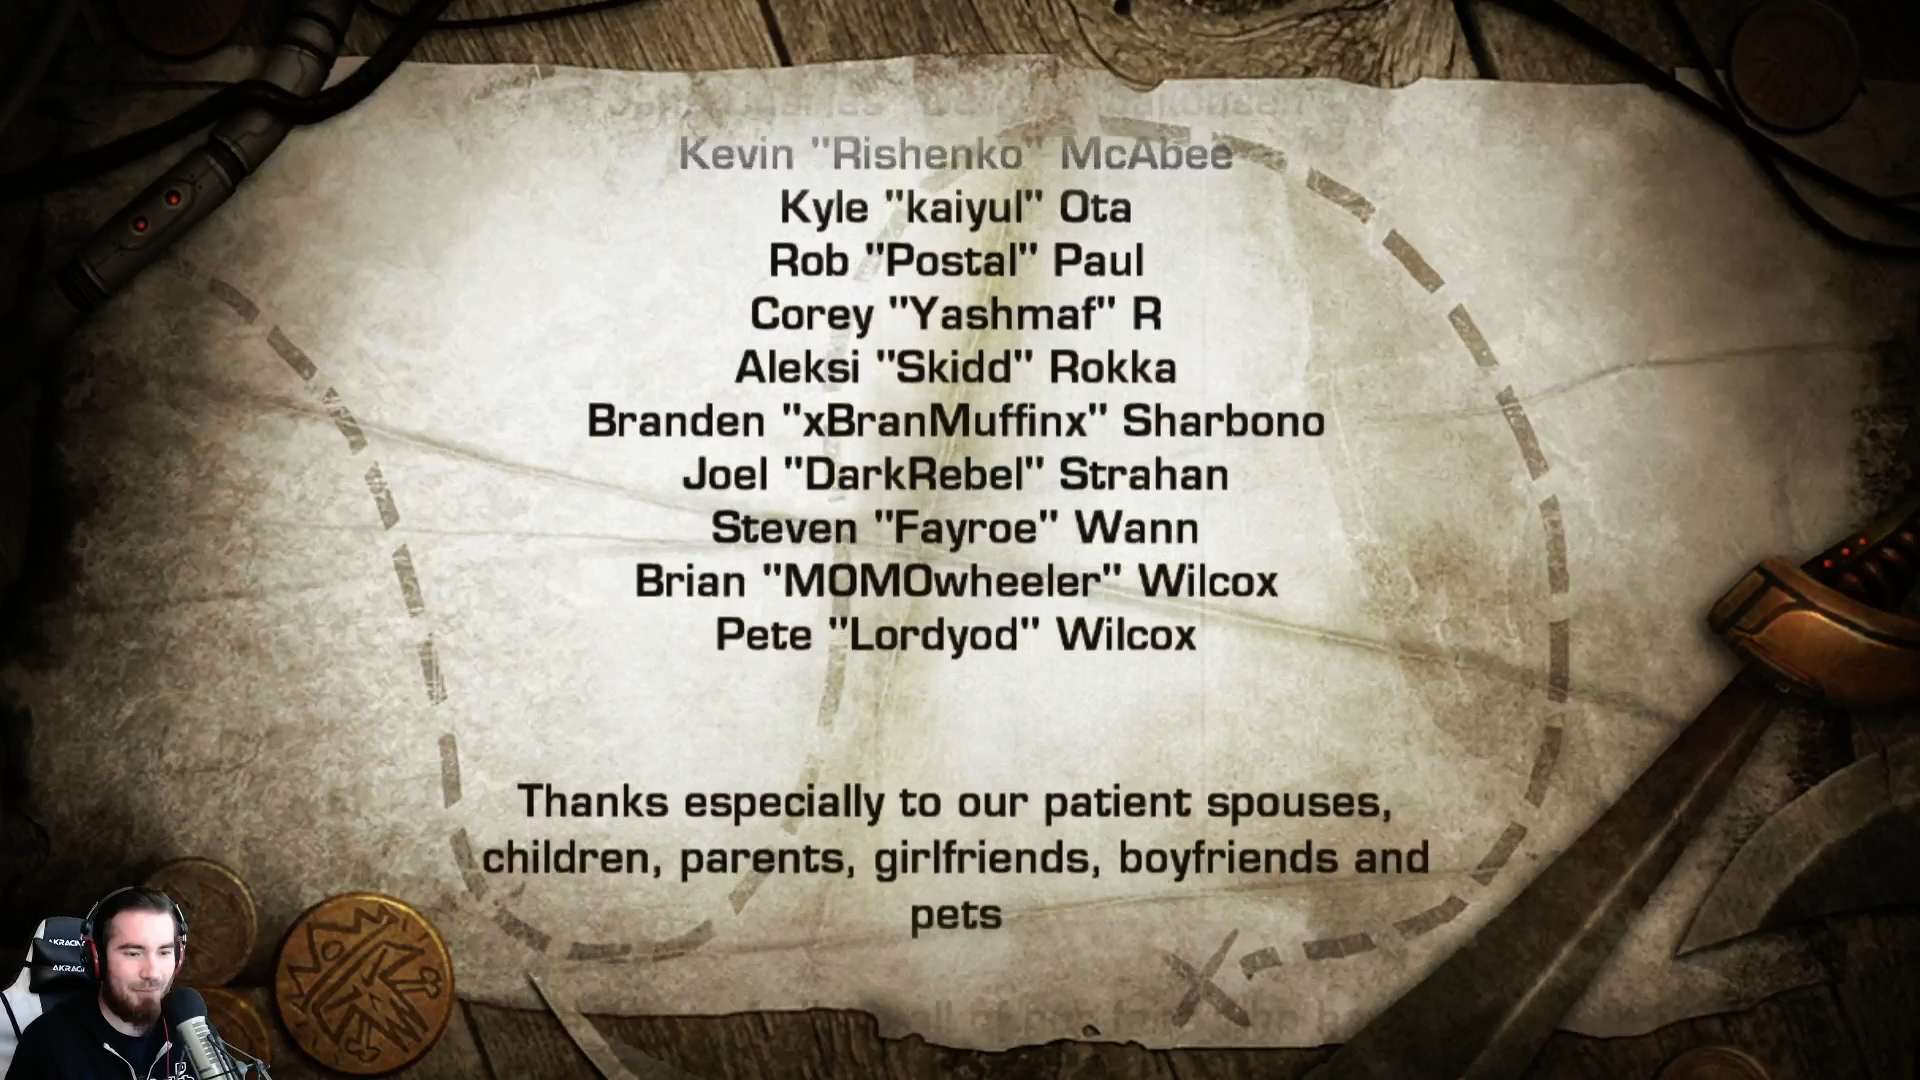 Kevin "Rishenko" McAbee
Kyle "kaiyul" Ota
Rob "Postal" Paul
Corey "Yashmaf" R
Aleksi "Skidd" Rokka
Branden "xBranMuffinx" Sharbono
Joel "DarkRebel" Strahan
Steven "Fayroe" Wann
Brian "MOMOwheeler" Wilcox
Pete "Lordyod" Wilcox
Thanks especially to our patient spouses,
children, parents, girlfriends, boyfriends and
pets
AKRACING
AKRACING